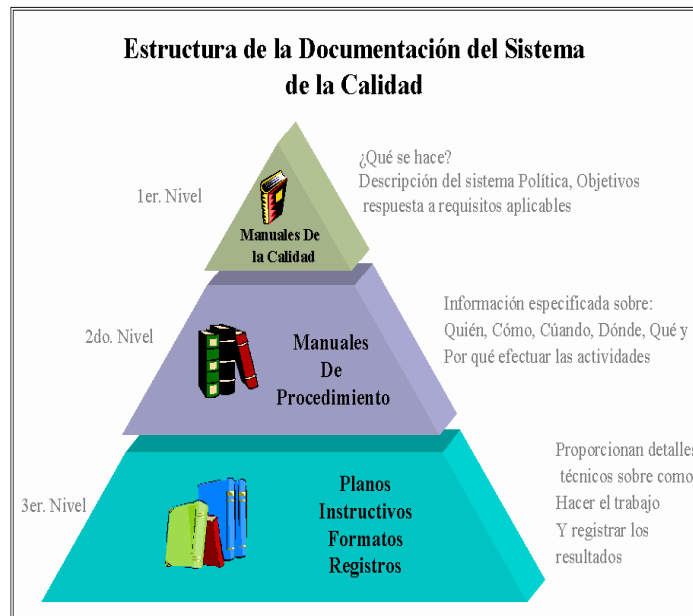 Estructura de la Documentación del Sistema
de la Calidad
1er. Nivel
Manuales De
la Calidad
¿Qué se hace?
Descripción del sistema Política, Objetivos
respuesta a requisitos aplicables
2do. Nivel
Manuales
De
Procedimiento
Información especificada sobre:
Quién, Cómo, Cúando, Dónde, Qué y
Por qué efectuar las actividades
3er. Nivel
Planos
Instructivos
Formatos
Registros
Proporcionan detalles
técnicos sobre como
Hacer el trabajo
Y registrar los
resultados